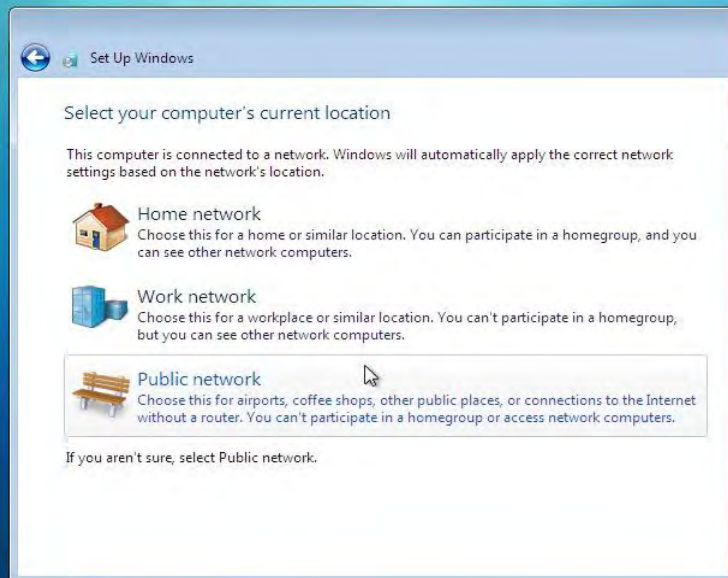 Set Up Windows
Select your computer's current location
This computer is connected to a network. Windows will automatically apply the correct network
settings based on the network's location.
Home network
Choose this for a home or similar location. You can participate in a homegroup, and you
can see other network computers.
Work network
Choose this for a workplace or similar location. You can't participate in a homegroup,
but you can see other network computers.
Public network
Choose this for airports, coffee shops, other public places, or connections to the Internet
without a router. You can't participate in a homegroup or access network computers.
If you aren't sure, select Public network.